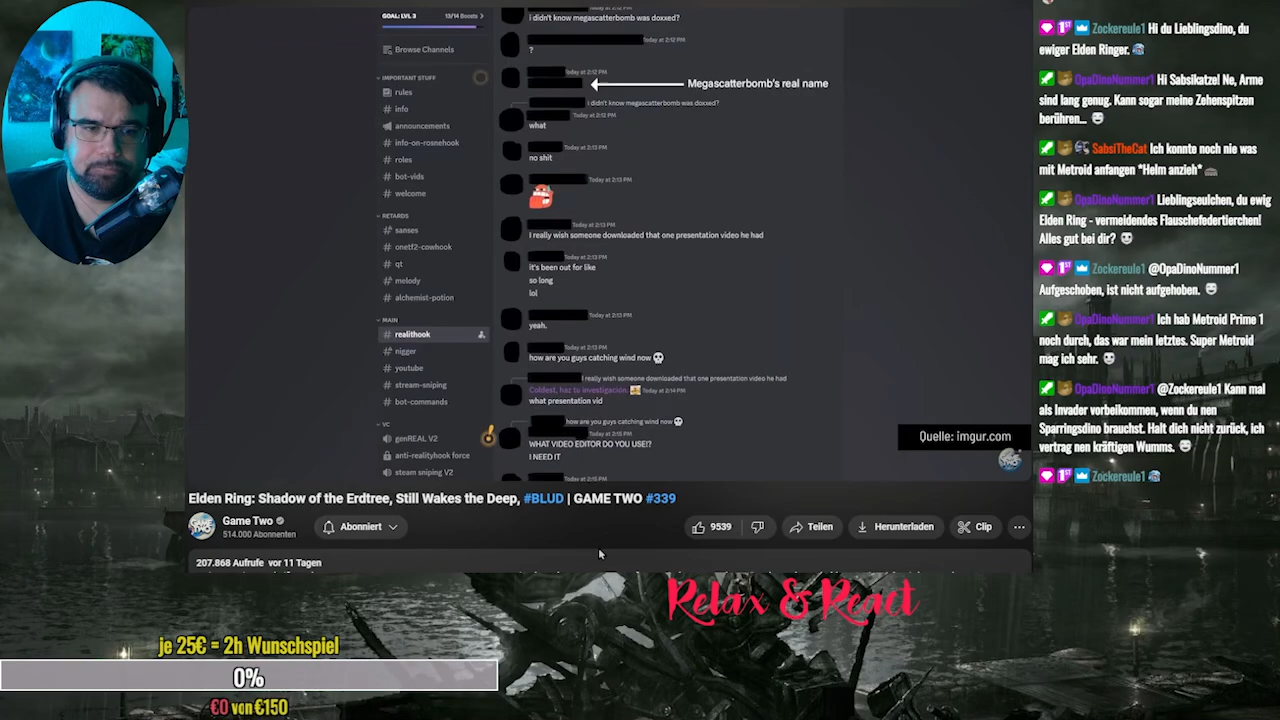 GOAL: LVL 3 13/14 Boosts >
Browse Channels
IMPORTANT STUFF
rules
info
announcements
info-on-rosnehook
roles
bot-vids
welcome
RETARDS
sanses
onetf2-cowhook
qt
melody
alchemist-potion
MAIN
realithook
nigger
youtube
stream-sniping
bot-commands
VC
genREAL V2
anti-realityhook force
steam sniping V2
i didn't know megascatterbomb was doxxed?
Today at 2:12 PM
?
Today at 2:12 PM
Megascatterbomb's real name
i didn't know megascatterbomb was doxxed?
Today at 2:12 PM
what
Today at 2:13 PM
no shit
Today at 2:13 PM
Today at 2:13 PM
I really wish someone downloaded that one presentation video he had
Today at 2:13 PM
it's been out for like
so long
lol
Today at 2:13 PM
yeah.
Today at 2:13 PM
how are you guys catching wind now 💀
I really wish someone downloaded that one presentation video he had
Coldest, haz tu investigación. Today at 2:14 PM
what presentation vid
how are you guys catching wind now 💀
Today at 2:15 PM
WHAT VIDEO EDITOR DO YOU USE!?
I NEED IT
Today at 2:15 PM
Quelle: imgur.com
GAME TWO
Elden Ring: Shadow of the Erdtree, Still Wakes the Deep, #BLUD | GAME TWO #339
GAME TWO
Game Two
514.000 Abonnenten
Abonniert
9539
Teilen
Herunterladen
Clip
...
207.868 Aufrufe vor 11 Tagen
Relax & React
je 25€ = 2h Wunschspiel
0%
€0 von €150
1st Zockereule1 Hi du Lieblingsdino, du
ewiger Elden Ringer.
OpaDinoNummer1 Hi Sabsikatze! Ne, Arme
sind lang genug. Kann sogar meine Zehenspitzen
berühren...
SabsiTheCat Ich konnte noch nie was
mit Metroid anfangen *Helm anzieh*
OpaDinoNummer1 Lieblingseulchen, du ewig
Elden Ring - vermeidendes Flauschefedertierchen!
Alles gut bei dir?
1st Zockereule1 @OpaDinoNummer1
Aufgeschoben, ist nicht aufgehoben.
OpaDinoNummer1 Ich hab Metroid Prime 1
noch durch, das war mein letztes. Super Metroid
mag ich sehr.
OpaDinoNummer1 @Zockereule1 Kann mal
als Invader vorbeikommen, wenn du nen
Sparringsdino brauchst. Halt dich nicht zurück, ich
vertrag nen kräftigen Wumms.
1st Zockereule1